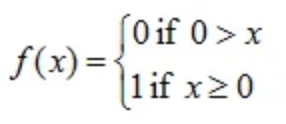 f(x) = { 0 if 0 > x
1 if x ≥ 0